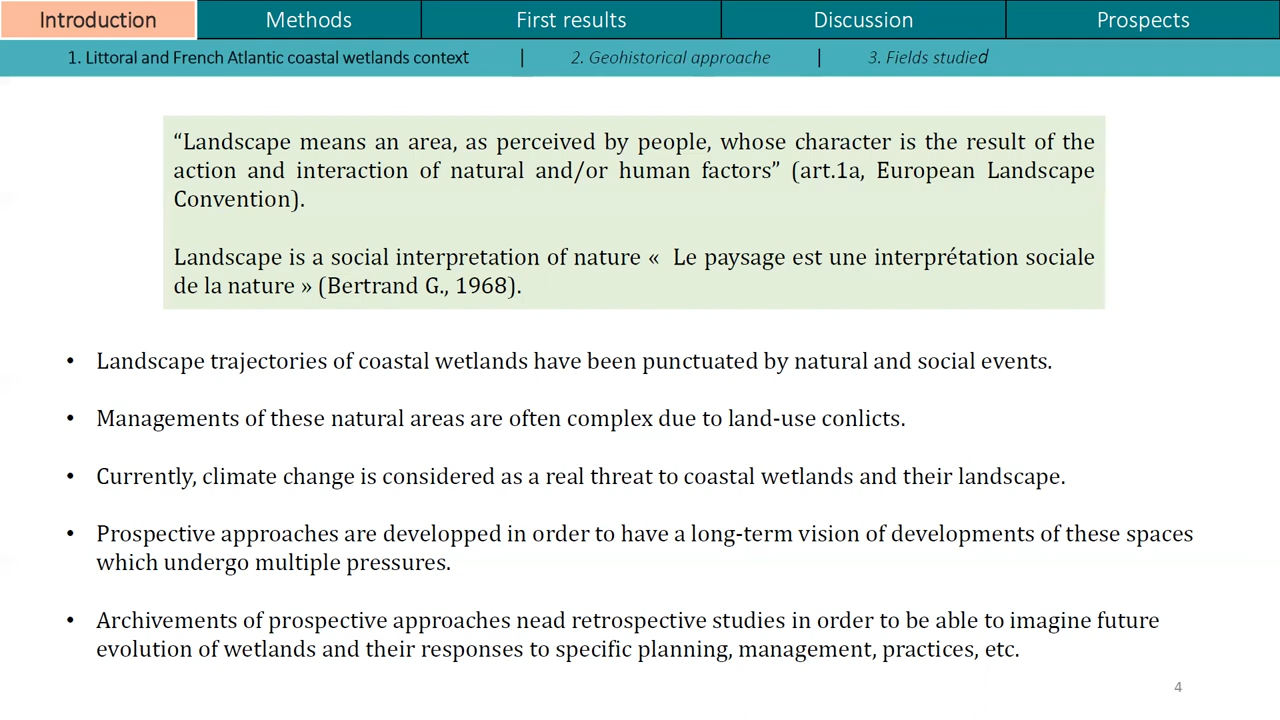 Introduction Methods First results Discussion Prospects
1. Littoral and French Atlantic coastal wetlands context | 2. Geohistorical approache | 3. Fields studied
“Landscape means an area, as perceived by people, whose character is the result of the
action and interaction of natural and/or human factors” (art.1a, European Landscape
Convention).
Landscape is a social interpretation of nature « Le paysage est une interprétation sociale
de la nature » (Bertrand G., 1968).
• Landscape trajectories of coastal wetlands have been punctuated by natural and social events.
• Managements of these natural areas are often complex due to land-use conlicts.
• Currently, climate change is considered as a real threat to coastal wetlands and their landscape.
• Prospective approaches are developped in order to have a long-term vision of developments of these spaces
which undergo multiple pressures.
• Archivements of prospective approaches nead retrospective studies in order to be able to imagine future
evolution of wetlands and their responses to specific planning, management, practices, etc.
4